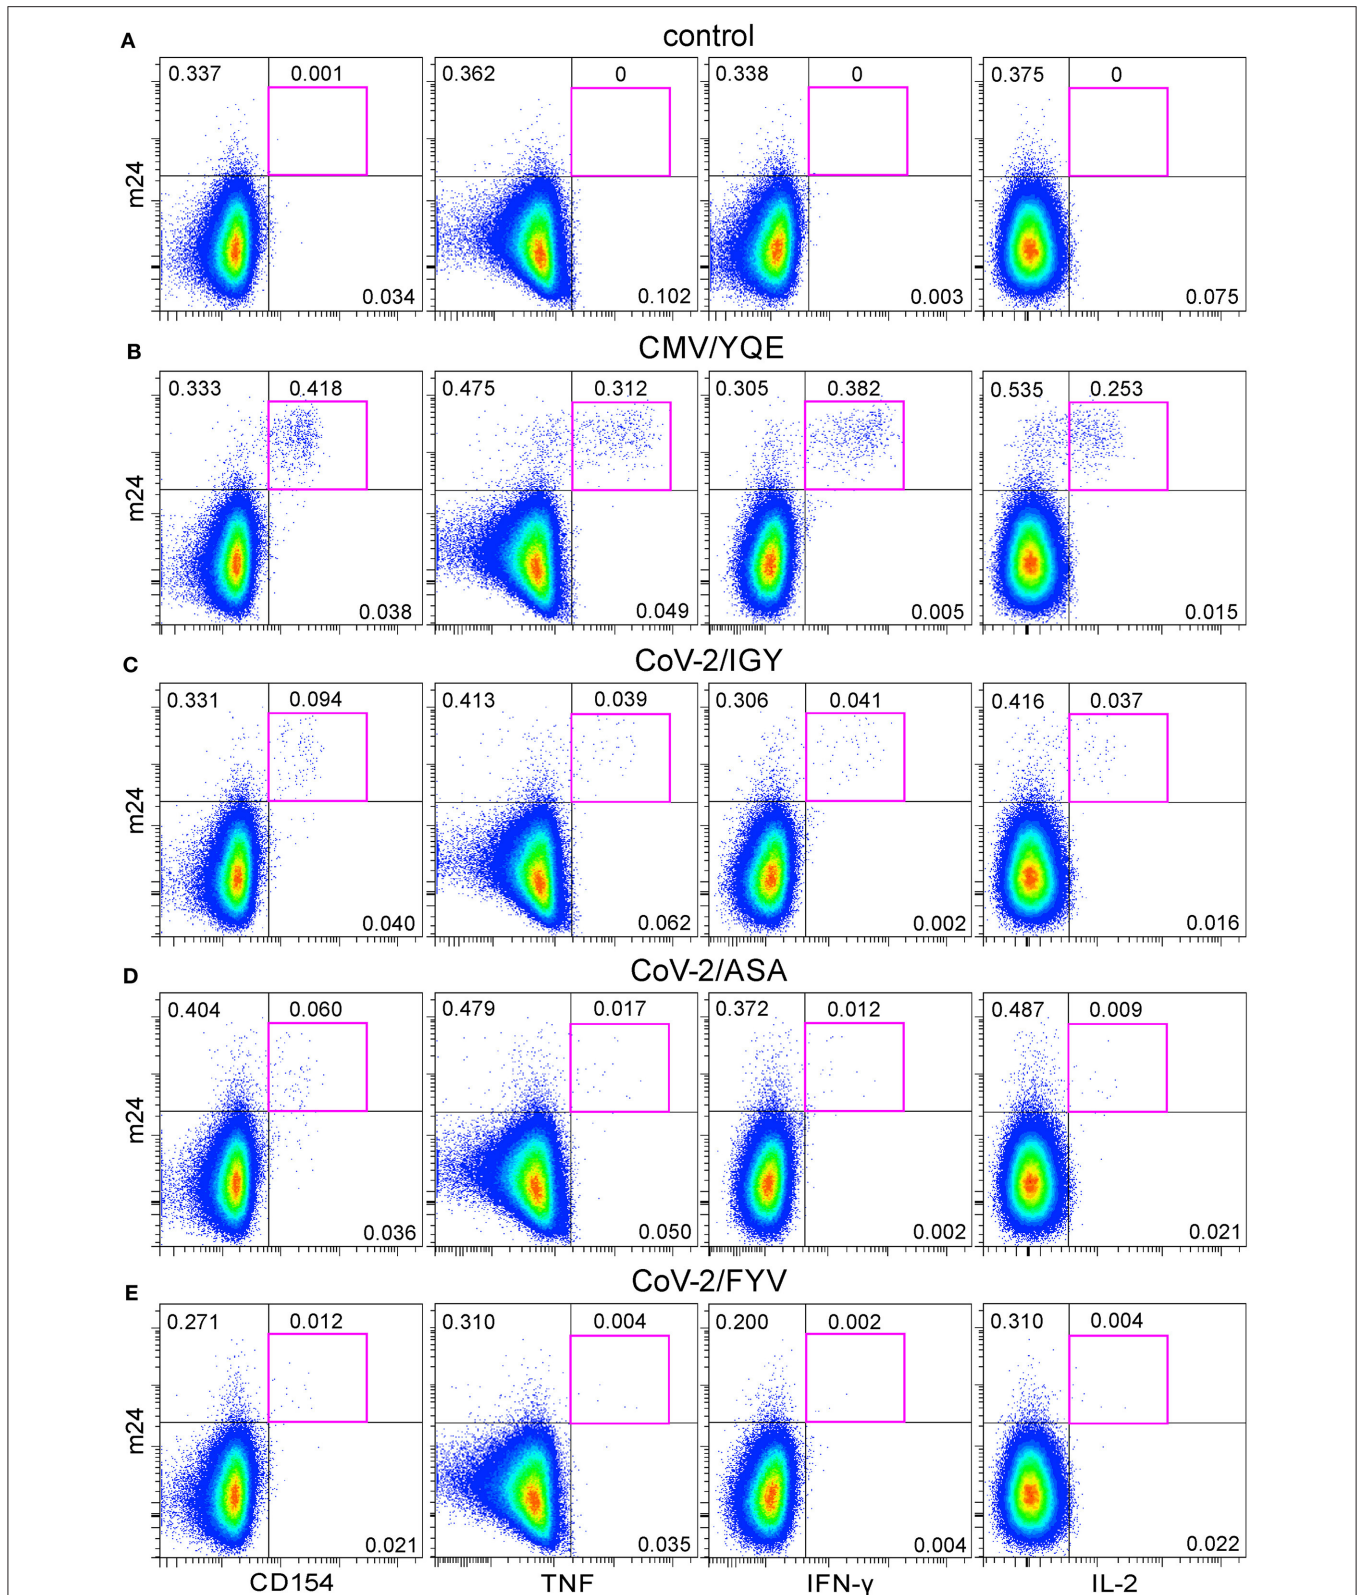 A
control
0.337 0.001 0.362 0 0.338 0 0.375 0
m24
0.034 0.102 0.003 0.075
B
CMV/YQE
0.333 0.418 0.475 0.312 0.305 0.382 0.535 0.253
m24
0.038 0.049 0.005 0.015
C
CoV-2/IGY
0.331 0.094 0.413 0.039 0.306 0.041 0.416 0.037
m24
0.040 0.062 0.002 0.016
D
CoV-2/ASA
0.404 0.060 0.479 0.017 0.372 0.012 0.487 0.009
m24
0.036 0.050 0.002 0.021
E
CoV-2/FYV
0.271 0.012 0.310 0.004 0.200 0.002 0.310 0.004
m24
0.021 0.035 0.004 0.022
CD154 TNF IFN-γ IL-2